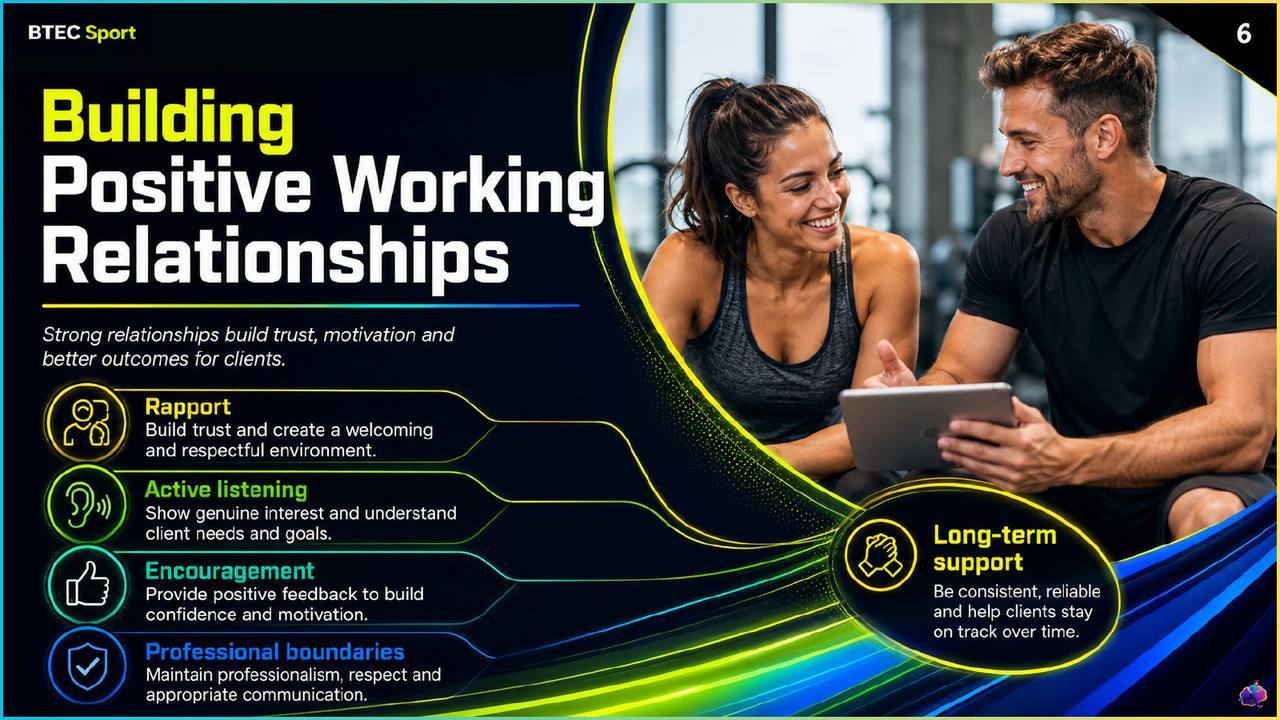 BTEC Sport
6
Building
Positive Working
Relationships
Strong relationships build trust, motivation and
better outcomes for clients.
Rapport
Build trust and create a welcoming
and respectful environment.
Active listening
Show genuine interest and understand
client needs and goals.
Encouragement
Provide positive feedback to build
confidence and motivation.
Professional boundaries
Maintain professionalism, respect and
appropriate communication.
Long-term
support
Be consistent, reliable
and help clients stay
on track over time.